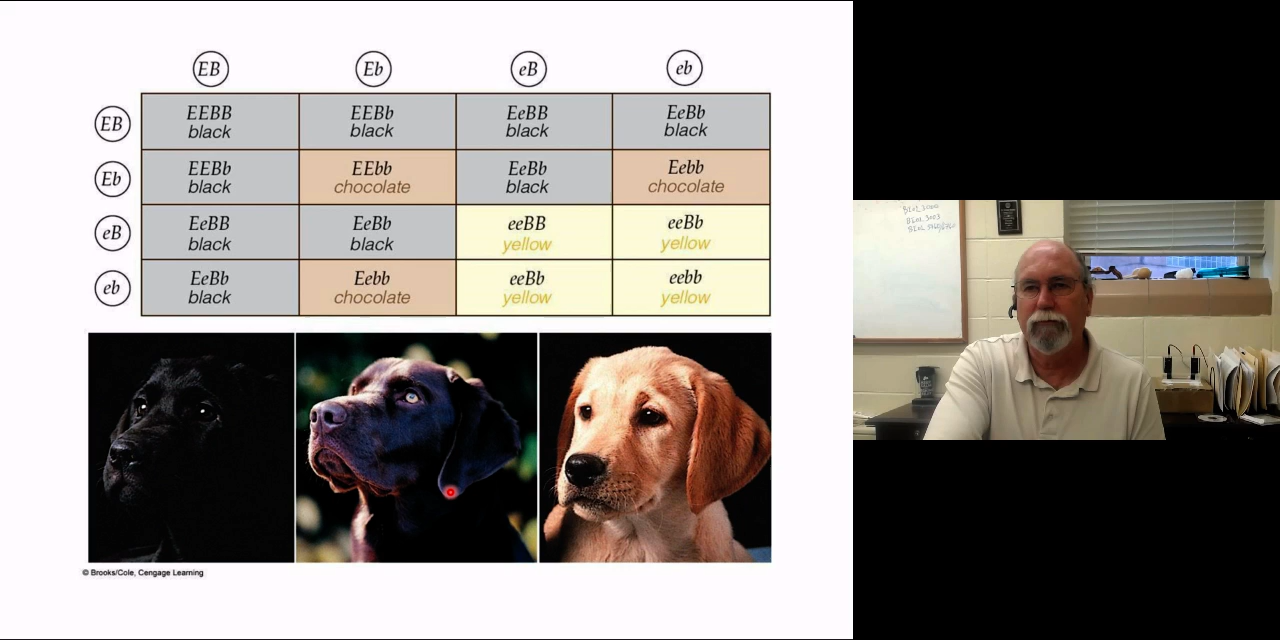 EB Eb eB eb
EB EEBB EEBb EeBB EeBb
black black black black
Eb EEBb EEbb EeBb Eebb
black chocolate black chocolate
eB EeBB EeBb eeBB eeBb
black black yellow yellow
eb EeBb Eebb eeBb eebb
black chocolate yellow yellow
© Brooks/Cole, Cengage Learning